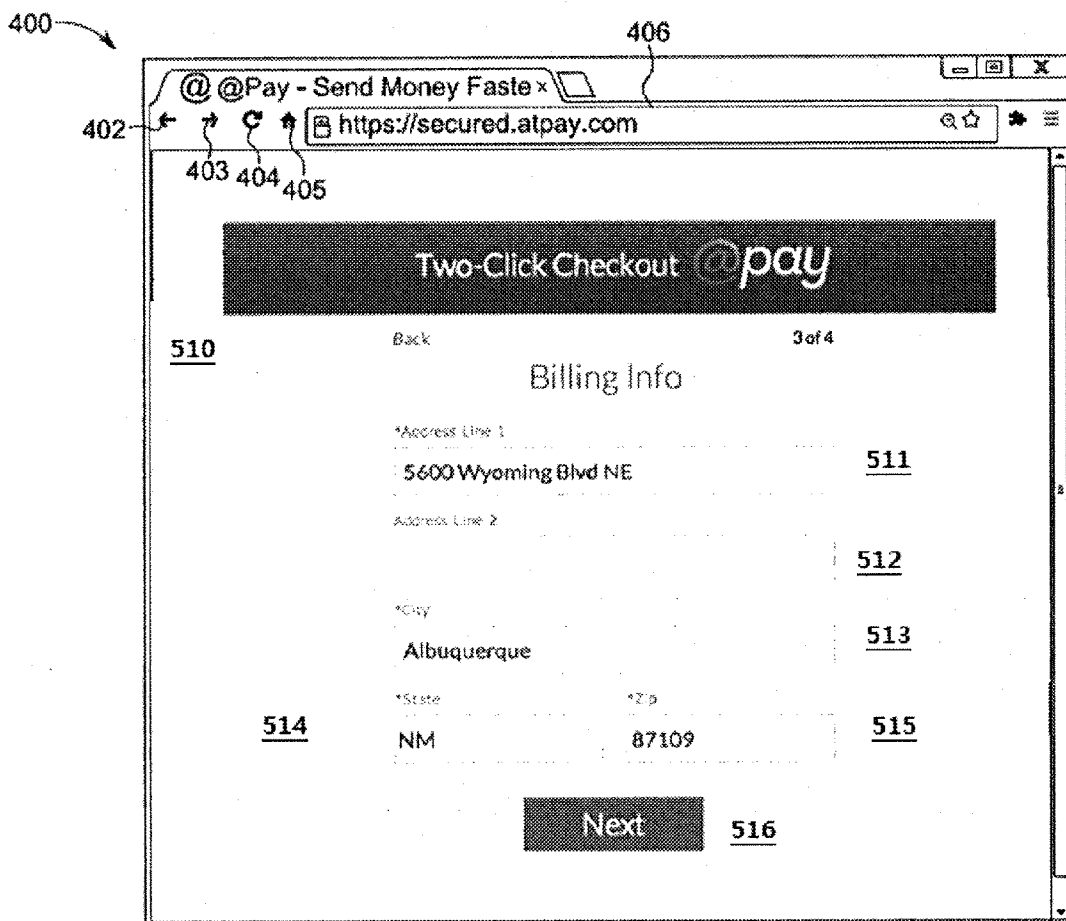 400
406
@ @Pay - Send Money Faste ×
X
402
https://secured.atpay.com
403 404 405
Two-Click Checkout @pay
510
Back 3 of 4
Billing Info
*Address Line 1
5600 Wyoming Blvd NE 511
Address Line 2
512
*City
Albuquerque 513
*State *Zip
514 NM 87109 515
Next 516